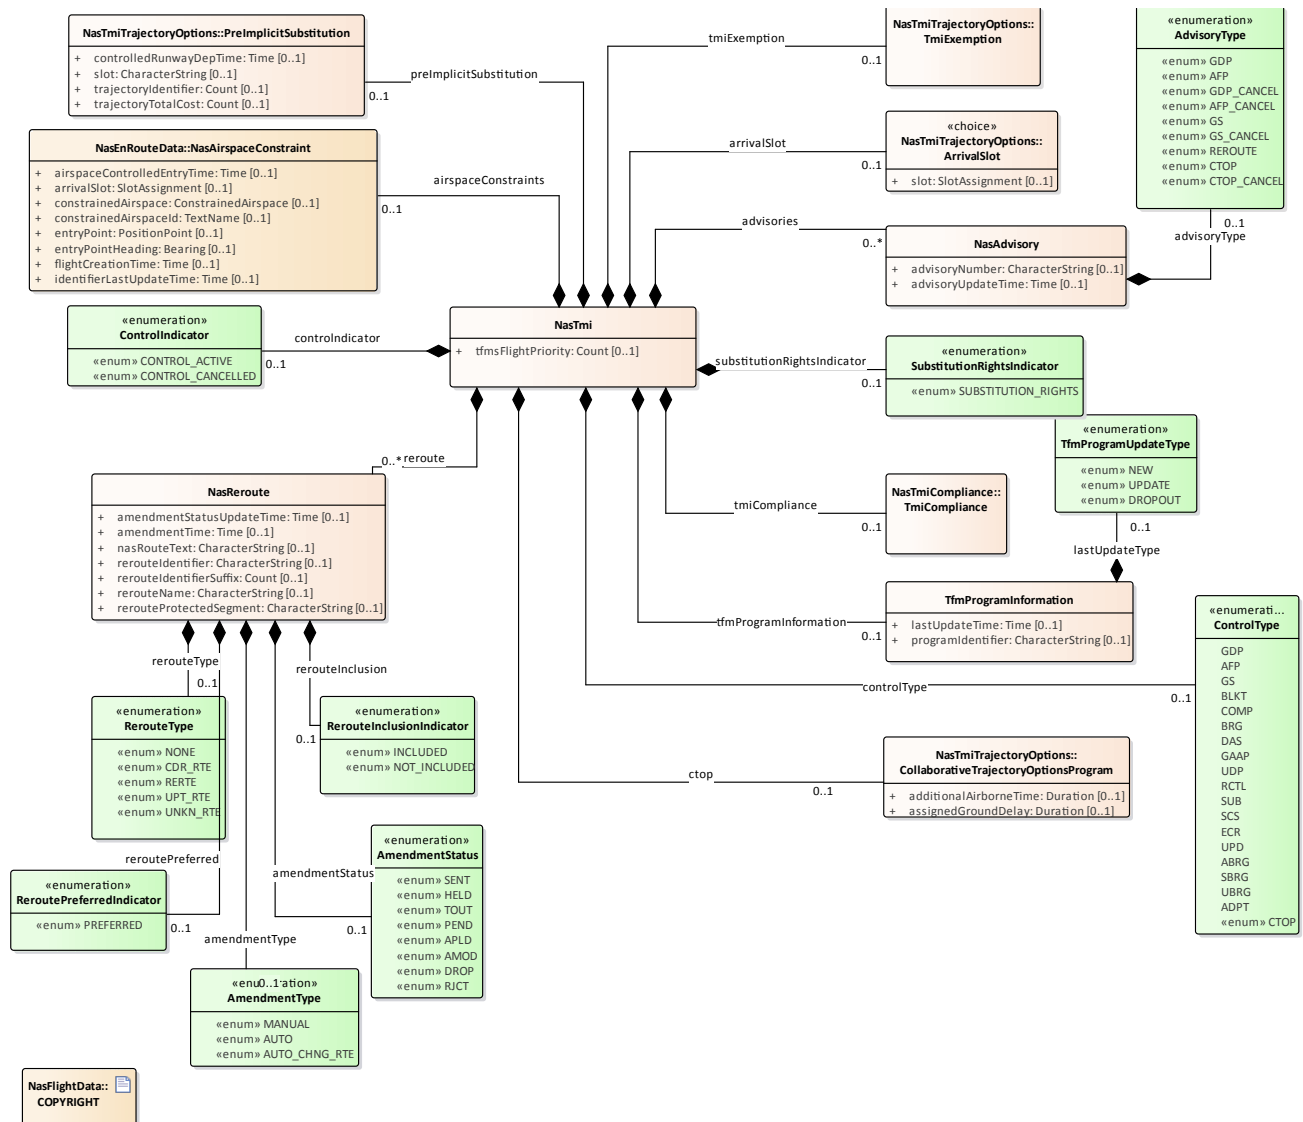 NasTmiTrajectoryOptions::PreImplicitSubstitution
+ controlledRunwayDepTime: Time [0..1]
+ slot: CharacterString [0..1]
+ trajectoryIdentifier: Count [0..1]
+ trajectoryTotalCost: Count [0..1]
preImplicitSubstitution
0..1
NasEnRouteData::NasAirspaceConstraint
+ airspaceControlledEntryTime: Time [0..1]
+ arrivalSlot: SlotAssignment [0..1]
+ constrainedAirspace: ConstrainedAirspace [0..1]
+ constrainedAirspaceId: TextName [0..1]
+ entryPoint: PositionPoint [0..1]
+ entryPointHeading: Bearing [0..1]
+ flightCreationTime: Time [0..1]
+ identifierLastUpdateTime: Time [0..1]
airspaceConstraints
0..1
«enumeration»
ControlIndicator
«enum» CONTROL_ACTIVE
«enum» CONTROL_CANCELLED
controIndicator
0..1
NasTmi
+ tfmsFlightPriority: Count [0..1]
tmiExemption
0..1
NasTmiTrajectoryOptions::
TmiExemption
arrivalSlot
0..1
«choice»
NasTmiTrajectoryOptions::
ArrivalSlot
+ slot: SlotAssignment [0..1]
advisories
0..*
NasAdvisory
+ advisoryNumber: CharacterString [0..1]
+ advisoryUpdateTime: Time [0..1]
«enumeration»
AdvisoryType
«enum» GDP
«enum» AFP
«enum» GDP_CANCEL
«enum» AFP_CANCEL
«enum» GS
«enum» GS_CANCEL
«enum» REROUTE
«enum» CTOP
«enum» CTOP_CANCEL
0..1
advisoryType
substitutionRightsIndicator
0..1
«enumeration»
SubstitutionRightsIndicator
«enum» SUBSTITUTION_RIGHTS
«enumeration»
TfmProgramUpdateType
«enum» NEW
«enum» UPDATE
«enum» DROPOUT
0..1
lastUpdateType
tmiCompliance
0..1
NasTmiCompliance::
TmiCompliance
tfmProgramInformation
0..1
TfmProgramInformation
+ lastUpdateTime: Time [0..1]
+ programIdentifier: CharacterString [0..1]
controlType
0..1
«enumerati...
ControlType
GDP
AFP
GS
BLKT
COMP
BRG
DAS
GAAP
UDP
RCTL
SUB
SCS
ECR
UPD
ABRG
SBRG
UBRG
ADPT
«enum» CTOP
ctop
0..1
NasTmiTrajectoryOptions::
CollaborativeTrajectoryOptionsProgram
+ additionalAirborneTime: Duration [0..1]
+ assignedGroundDelay: Duration [0..1]
0..* reroute
NasReroute
+ amendmentStatusUpdateTime: Time [0..1]
+ amendmentTime: Time [0..1]
+ nasRouteText: CharacterString [0..1]
+ rerouteIdentifier: CharacterString [0..1]
+ rerouteIdentifierSuffix: Count [0..1]
+ rerouteName: CharacterString [0..1]
+ rerouteProtectedSegment: CharacterString [0..1]
rerouteType
0..1
«enumeration»
RerouteType
«enum» NONE
«enum» CDR_RTE
«enum» RERTE
«enum» UPT_RTE
«enum» UNKN_RTE
rerouteInclusion
0..1
«enumeration»
RerouteInclusionIndicator
«enum» INCLUDED
«enum» NOT_INCLUDED
reroutePreferred
0..1
«enumeration»
ReroutePreferredIndicator
«enum» PREFERRED
amendmentStatus
0..1
«enumeration»
AmendmentStatus
«enum» SENT
«enum» HELD
«enum» TOUT
«enum» PEND
«enum» APLD
«enum» AMOD
«enum» DROP
«enum» RJCT
amendmentType
0..1
AmendmentType
«enum» MANUAL
«enum» AUTO
«enum» AUTO_CHNG_RTE
NasFlightData::
COPYRIGHT